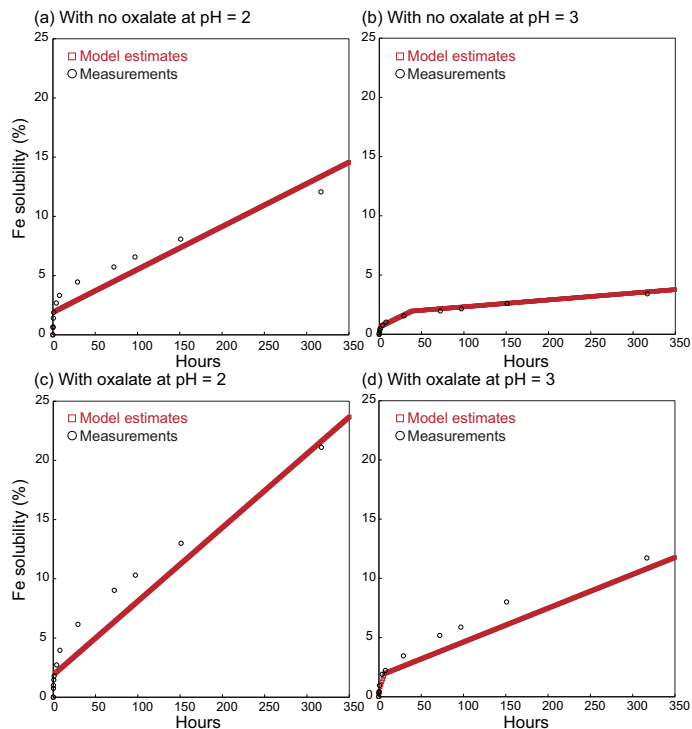 (a) With no oxalate at pH = 2
(b) With no oxalate at pH = 3
25
20
15
10
5
0
Fe solubility (%)
Model estimates
Measurements
0 50 100 150 200 250 300 350
Hours
25
20
15
10
5
0
Model estimates
Measurements
0 50 100 150 200 250 300 350
Hours
(c) With oxalate at pH = 2
(d) With oxalate at pH = 3
25
20
15
10
5
0
Fe solubility (%)
Model estimates
Measurements
0 50 100 150 200 250 300 350
Hours
25
20
15
10
5
0
Model estimates
Measurements
0 50 100 150 200 250 300 350
Hours